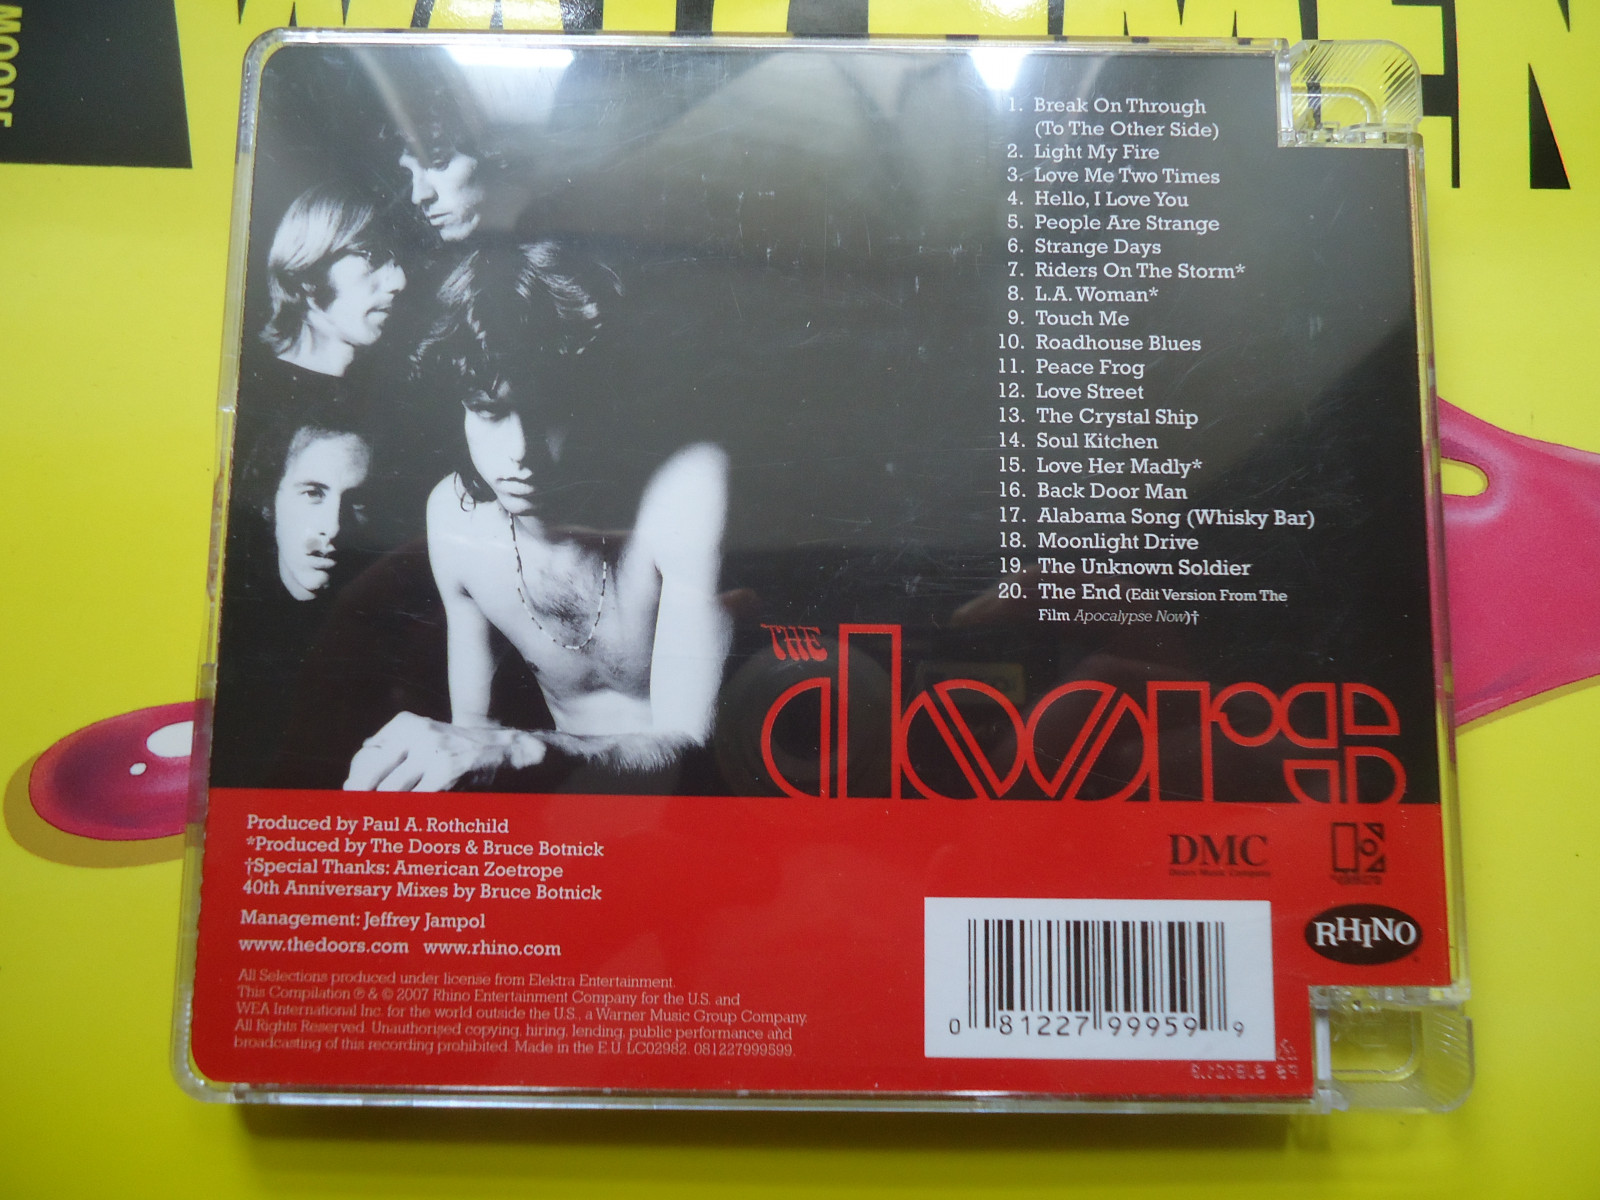 MOORE
WATCHMEN
1. Break On Through
(To The Other Side)
2. Light My Fire
3. Love Me Two Times
4. Hello, I Love You
5. People Are Strange
6. Strange Days
7. Riders On The Storm*
8. L.A. Woman*
9. Touch Me
10. Roadhouse Blues
11. Peace Frog
12. Love Street
13. The Crystal Ship
14. Soul Kitchen
15. Love Her Madly*
16. Back Door Man
17. Alabama Song (Whisky Bar)
18. Moonlight Drive
19. The Unknown Soldier
20. The End (Edit Version From The
Film Apocalypse Now)†
THE
doors
Produced by Paul A. Rothchild
*Produced by The Doors & Bruce Botnick
†Special Thanks: American Zoetrope
40th Anniversary Mixes by Bruce Botnick
Management: Jeffrey Jampol
www.thedoors.com www.rhino.com
All Selections produced under license from Elektra Entertainment.
This Compilation ℗ & © 2007 Rhino Entertainment Company for the U.S. and
WEA International Inc. for the world outside the U.S., a Warner Music Group Company.
All Rights Reserved. Unauthorised copying, hiring, lending, public performance and
broadcasting of this recording prohibited. Made in the E.U. LC02982. 081227999599.
DMC
Doors Music Company
RHINO
0 81227 99959 9